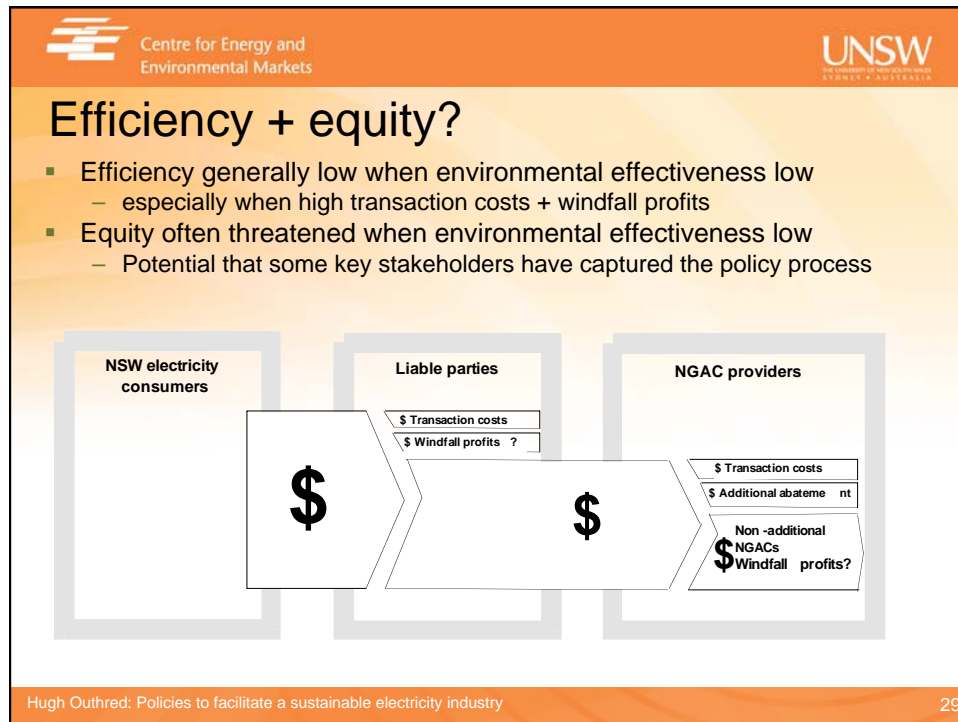 Centre for Energy and
Environmental Markets
UNSW
THE UNIVERSITY OF NEW SOUTH WALES
SYDNEY • AUSTRALIA
Efficiency + equity?
▪ Efficiency generally low when environmental effectiveness low
– especially when high transaction costs + windfall profits
▪ Equity often threatened when environmental effectiveness low
– Potential that some key stakeholders have captured the policy process
NSW electricity
consumers
Liable parties
NGAC providers
$ Transaction costs
$ Windfall profits ?
$
$
$ Transaction costs
$ Additional abateme nt
Non -additional
$ NGACs
Windfall profits?
Hugh Outhred: Policies to facilitate a sustainable electricity industry
29